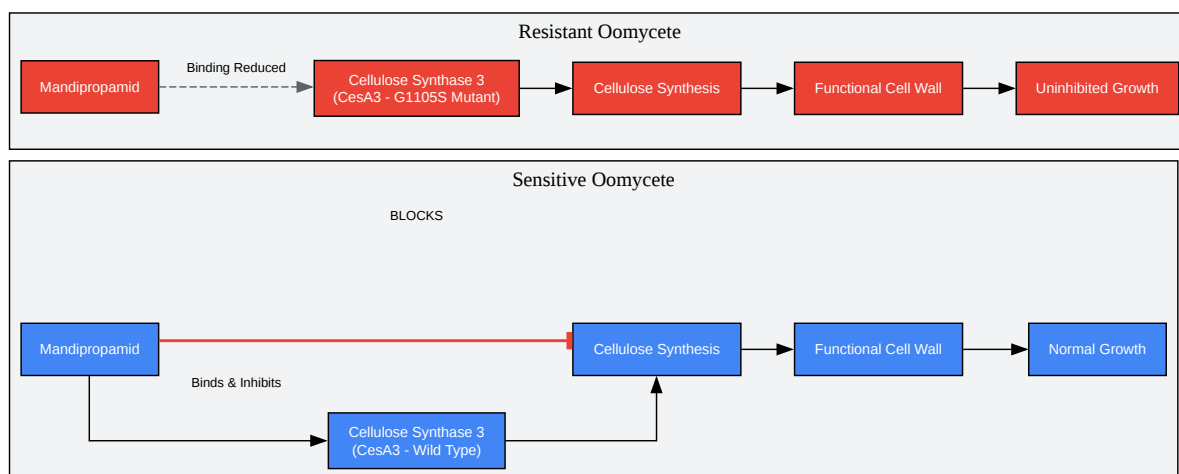 Resistant Oomycete
Mandipropamid
Binding Reduced
Cellulose Synthase 3
(CesA3 - G1105S Mutant)
Cellulose Synthesis
Functional Cell Wall
Uninhibited Growth
Sensitive Oomycete
BLOCKS
Mandipropamid
Cellulose Synthesis
Functional Cell Wall
Normal Growth
Binds & Inhibits
Cellulose Synthase 3
(CesA3 - Wild Type)